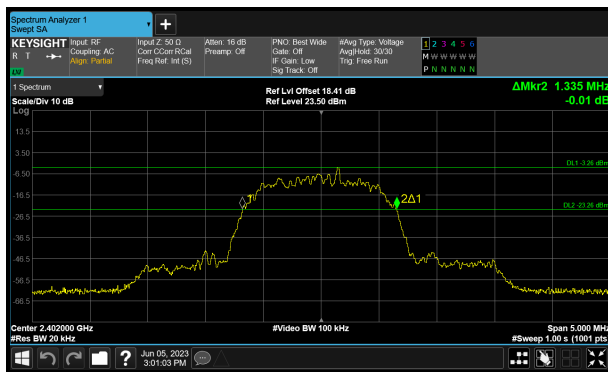 Spectrum Analyzer 1
Swept SA
+
KEYSIGHT Input: RF Input Z: 50 Ω Atten: 16 dB PNO: Best Wide #Avg Type: Voltage 1 2 3 4 5 6
R T Coupling: AC Corr CCorr RCal Preamp: Off Gate: Off Avg|Hold: 30/30 M W W W W W
Align: Partial Freq Ref: Int (S) IF Gain: Low Trig: Free Run
Sig Track: Off P N N N N N
LXI
1 Spectrum Ref Lvl Offset 18.41 dB ΔMkr2 1.335 MHz
Scale/Div 10 dB Ref Level 23.50 dBm -0.01 dB
Log
13.5
3.50
DL1 -3.26 dBm
-6.50
-16.5
1 2Δ1
DL2 -23.26 dBm
-26.5
-36.5
-46.5
-56.5
-66.5
Center 2.402000 GHz #Video BW 100 kHz Span 5.000 MHz
#Res BW 20 kHz #Sweep 1.00 s (1001 pts)
? Jun 05, 2023
3:01:03 PM